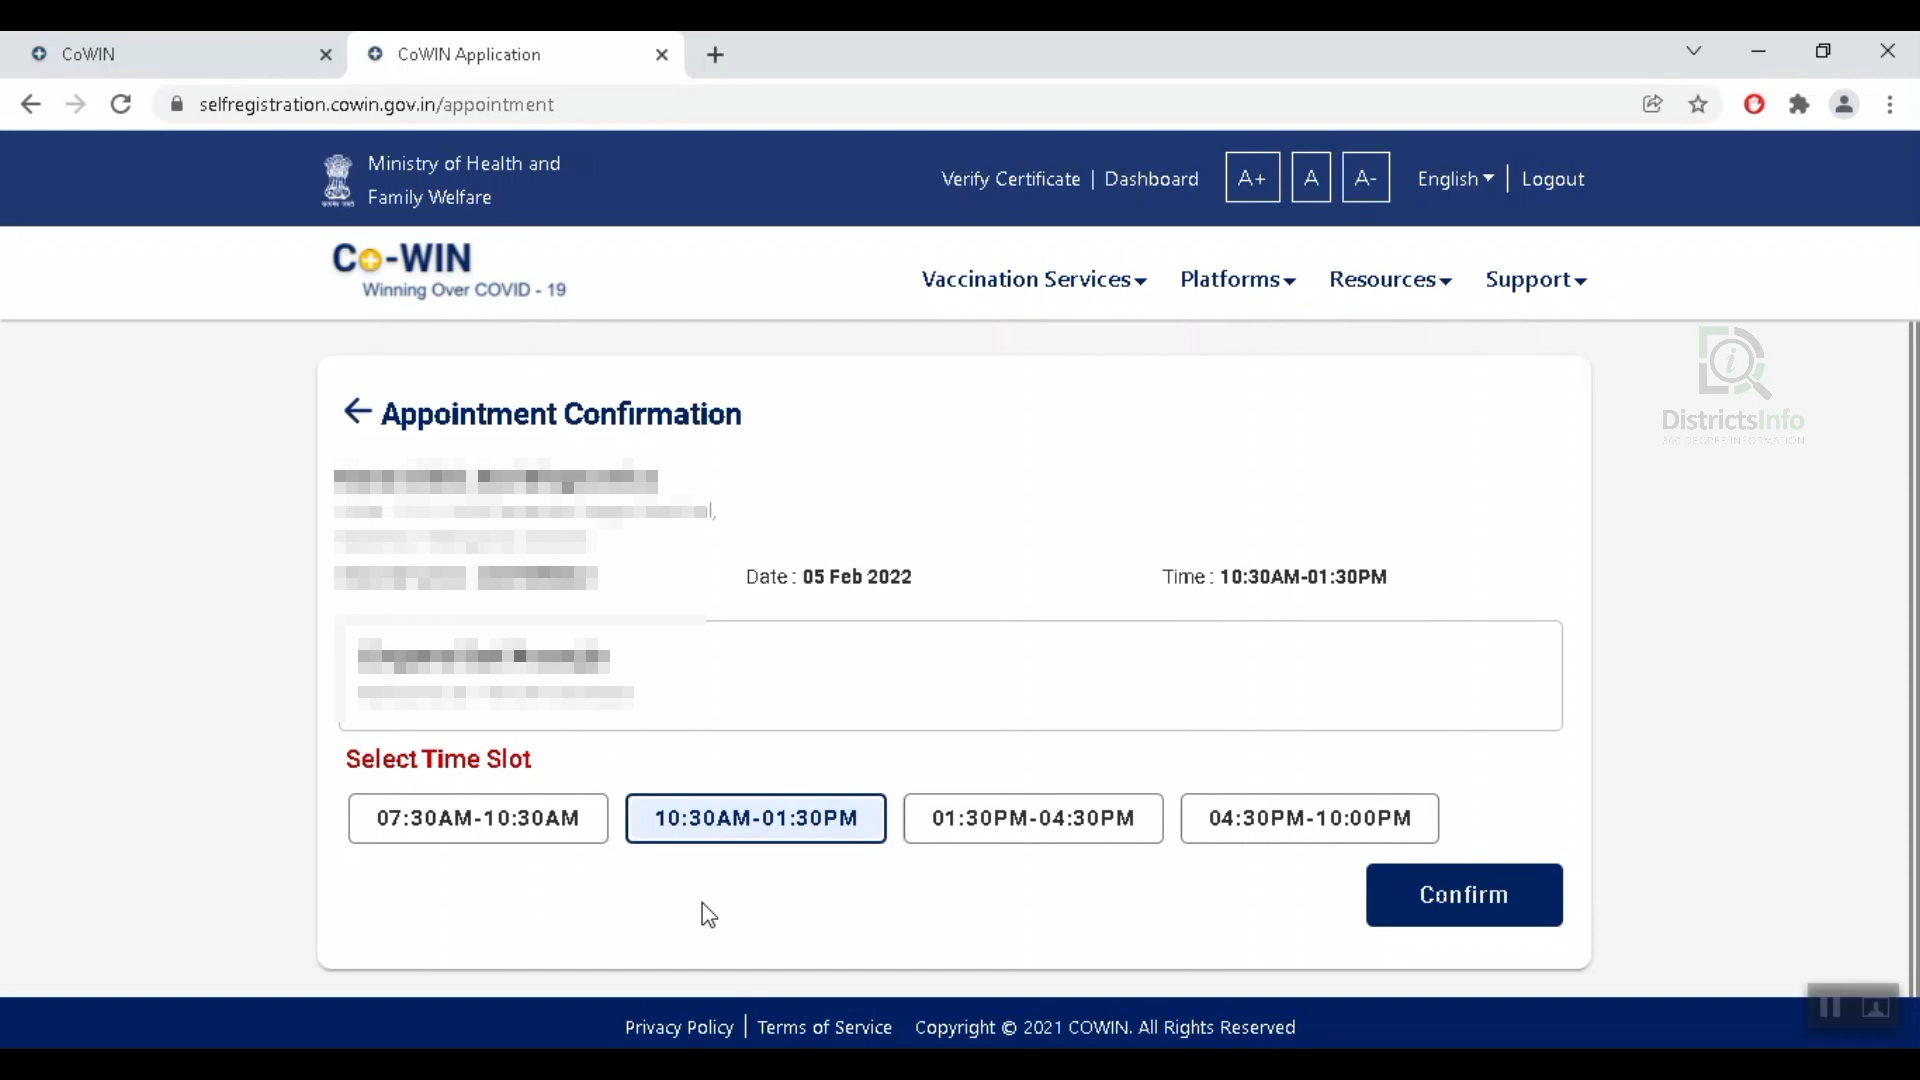 CoWIN
CoWIN Application
selfregistration.cowin.gov.in/appointment
Ministry of Health and
Family Welfare
Verify Certificate | Dashboard
A+
A
A-
English
Logout
Co-WIN
Winning Over COVID - 19
Vaccination Services
Platforms
Resources
Support
DistrictsInfo
360 DEGREE INFORMATION
Appointment Confirmation
Date : 05 Feb 2022
Time : 10:30AM-01:30PM
Select Time Slot
07:30AM-10:30AM
10:30AM-01:30PM
01:30PM-04:30PM
04:30PM-10:00PM
Confirm
Privacy Policy | Terms of Service Copyright © 2021 COWIN. All Rights Reserved